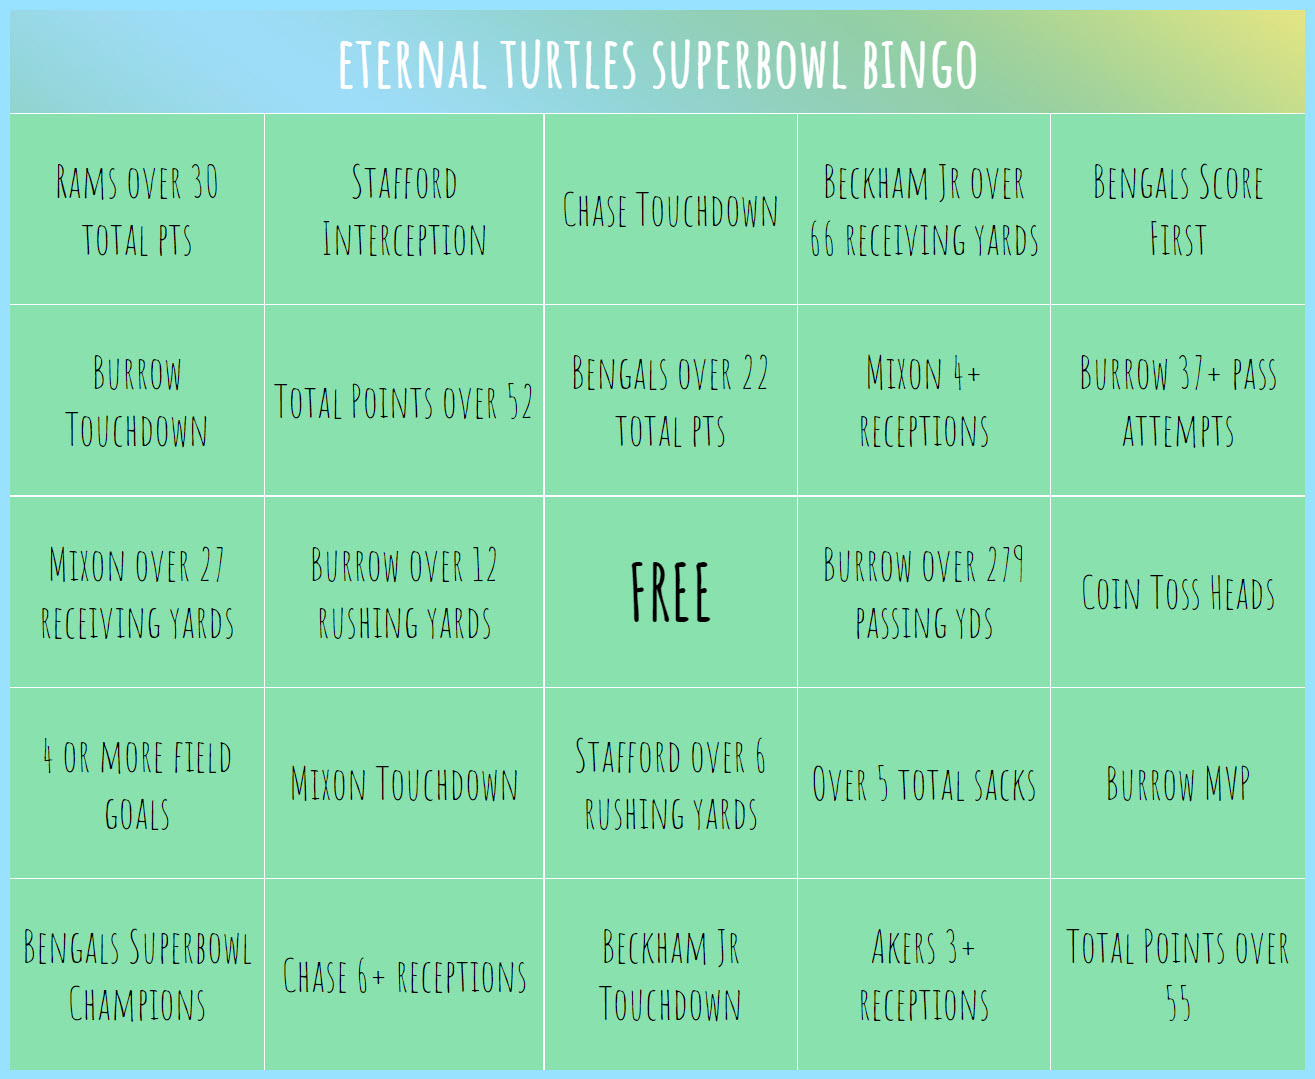 Eternal Turtles Superbowl Bingo
Rams over 30
total pts
Stafford
Interception
Chase Touchdown
Beckham Jr over
66 receiving yards
Bengals Score
First
Burrow
Touchdown
Total Points over 52
Bengals over 22
total pts
Mixon 4+
receptions
Burrow 37+ pass
attempts
Mixon over 27
receiving yards
Burrow over 12
rushing yards
FREE
Burrow over 279
passing yds
Coin Toss Heads
4 or more field
goals
Mixon Touchdown
Stafford over 6
rushing yards
Over 5 total sacks
Burrow MVP
Bengals Superbowl
Champions
Chase 6+ receptions
Beckham Jr
Touchdown
Akers 3+
receptions
Total Points over
55